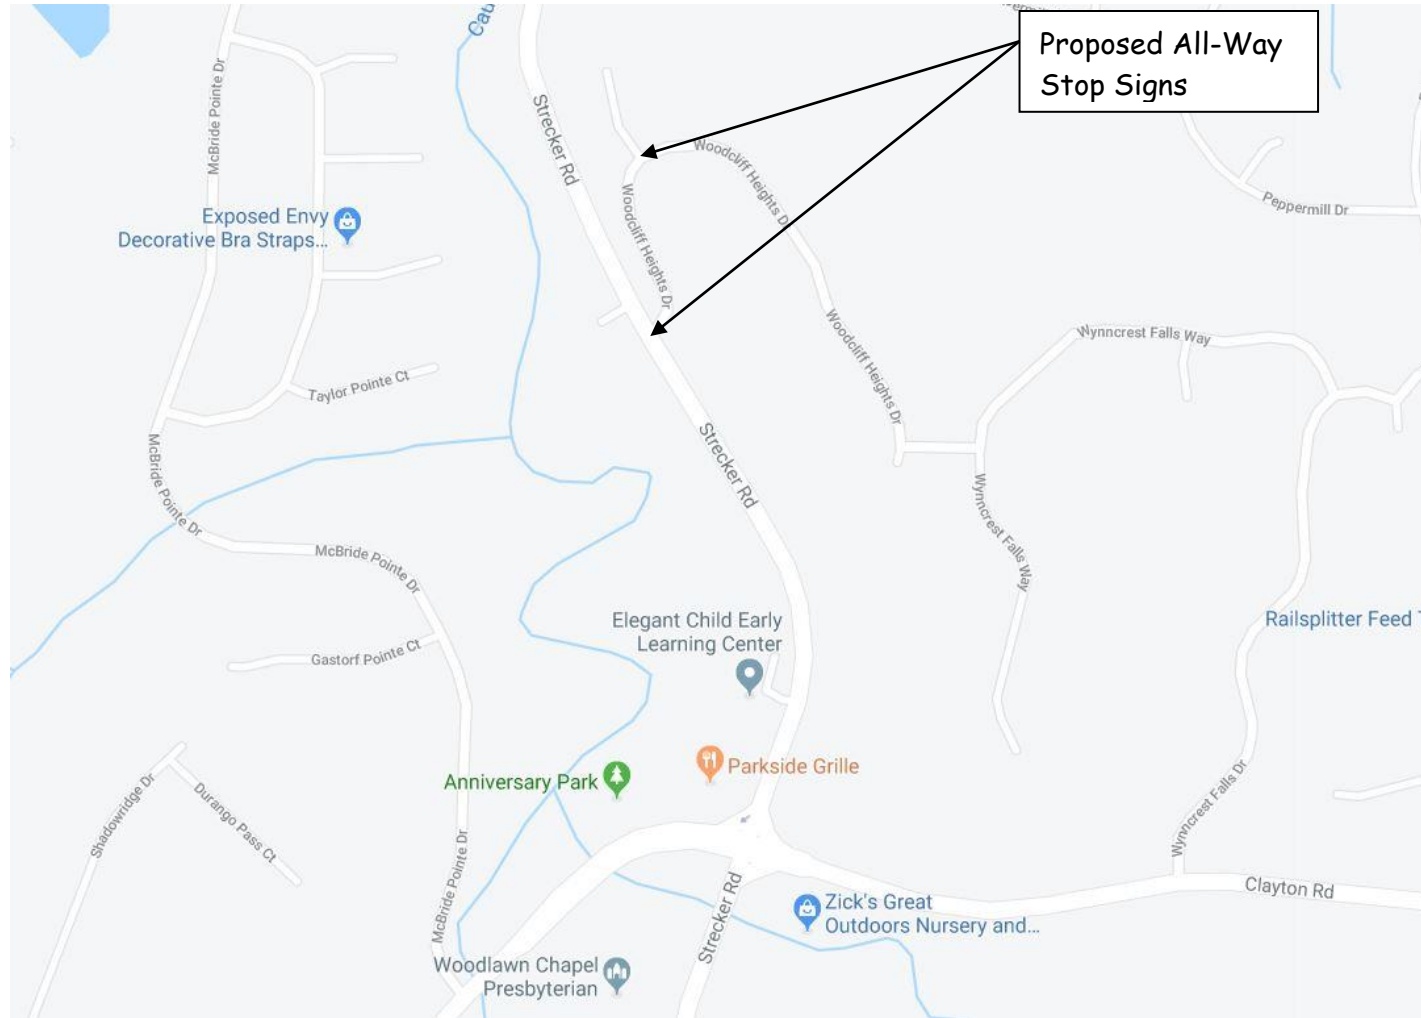 Cau
Proposed All-Way
Stop Signs
McBride Pointe Dr
Strecker Rd
Woodcliff Heights Dr
Woodcliff Heights Dr
Peppermill Dr
Exposed Envy
Decorative Bra Straps...
Woodcliff Heights Dr
Wynncrest Falls Way
Taylor Pointe Ct
McBride Pointe Dr
Strecker Rd
Wynncrest Falls Way
McBride Pointe Dr
Elegant Child Early
Learning Center
Railsplitter Feed
Gastorf Pointe Ct
Parkside Grille
Anniversary Park
Shadowridge Dr
Durango Pass Ct
Wynncrest Falls Dr
McBride Pointe Dr
Clayton Rd
Strecker Rd
Zick's Great
Outdoors Nursery and...
Woodlawn Chapel
Presbyterian